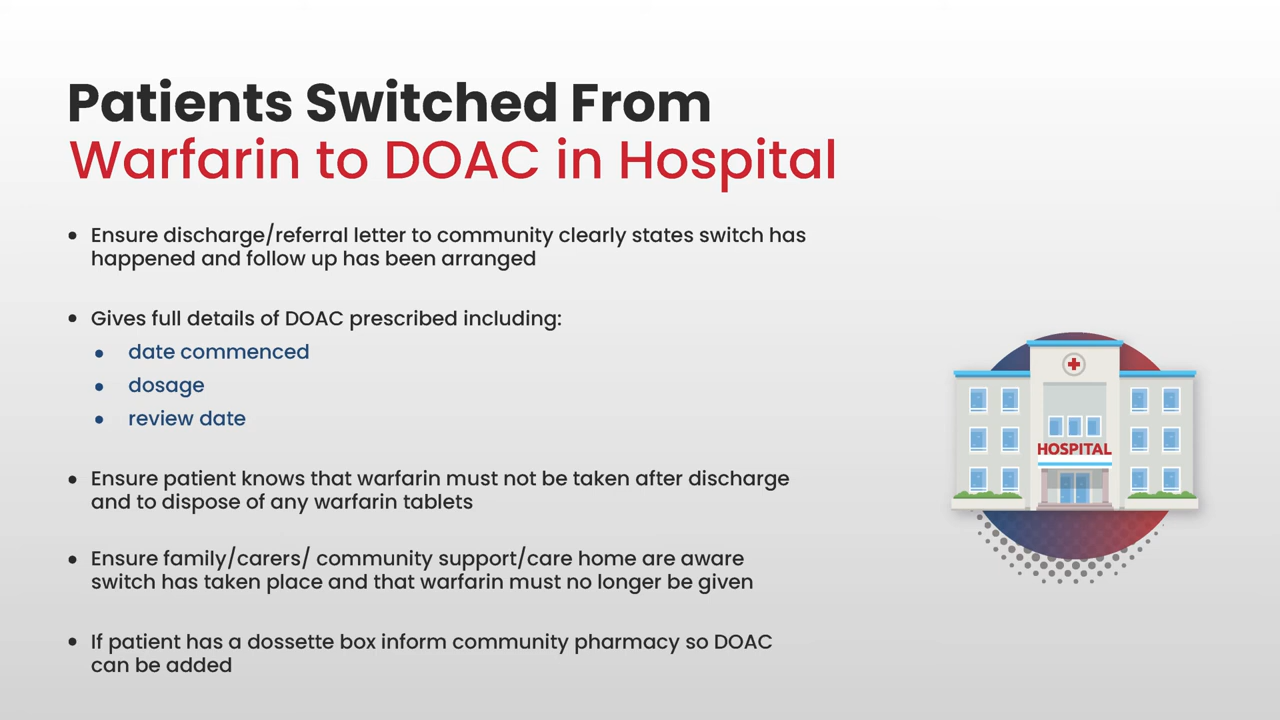 Patients Switched From
Warfarin to DOAC in Hospital
• Ensure discharge/referral letter to community clearly states switch has
happened and follow up has been arranged
• Gives full details of DOAC prescribed including:
• date commenced
• dosage
• review date
• Ensure patient knows that warfarin must not be taken after discharge
and to dispose of any warfarin tablets
• Ensure family/carers/ community support/care home are aware
switch has taken place and that warfarin must no longer be given
• If patient has a dossette box inform community pharmacy so DOAC
can be added
HOSPITAL